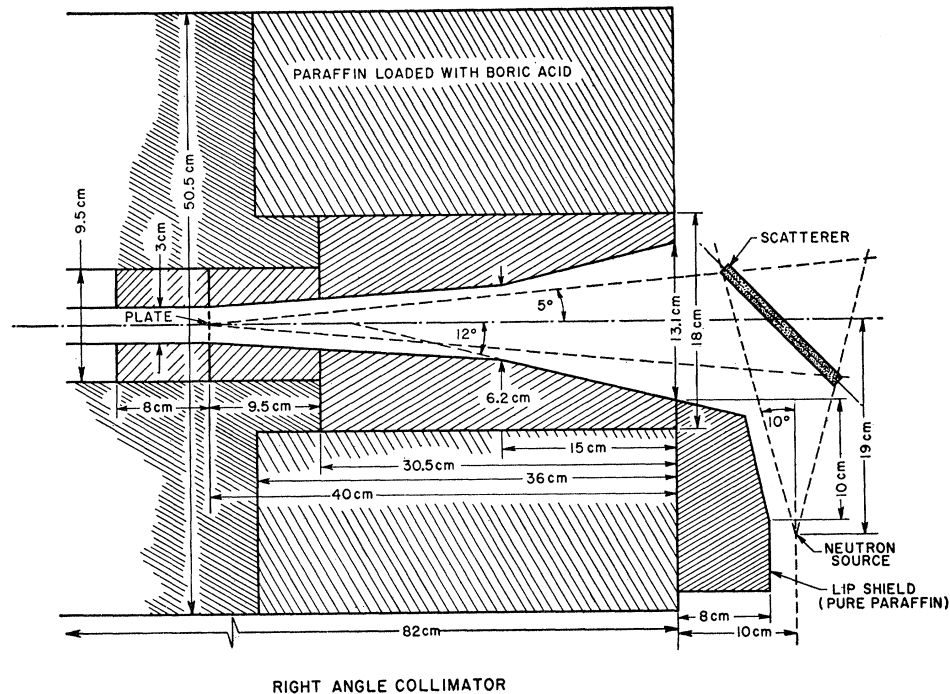 PARAFFIN LOADED WITH BORIC ACID
50.5 cm
9.5 cm
3 cm
SCATTERER
5°
PLATE
12°
13.1 cm
18 cm
6.2 cm
8 cm
9.5 cm
10°
19 cm
10 cm
15 cm
30.5 cm
36 cm
40 cm
NEUTRON
SOURCE
LIP SHIELD
(PURE PARAFFIN)
8 cm
82 cm
10 cm
RIGHT ANGLE COLLIMATOR